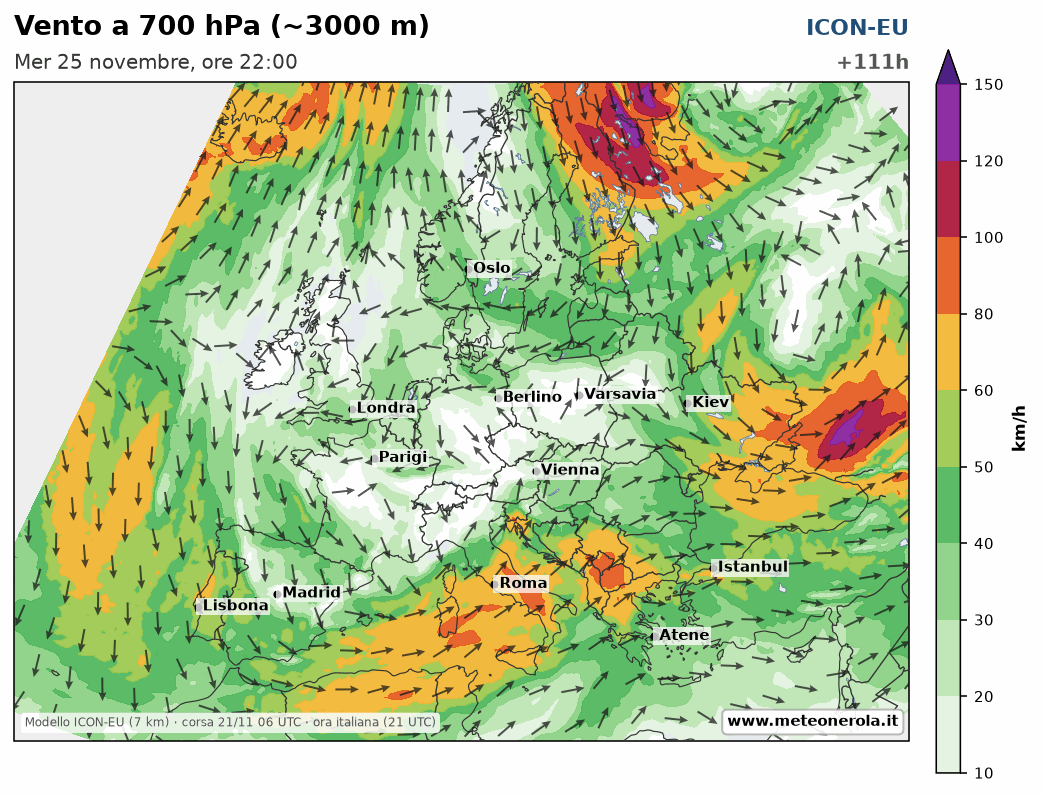 Vento a 700 hPa (~3000 m)
ICON-EU
Mer 25 novembre, ore 22:00
+111h
150
120
100
80
60
50
40
30
20
10
km/h
Oslo
Londra
Berlino
Varsavia
Kiev
Parigi
Vienna
Istanbul
Roma
Madrid
Lisbona
Atene
Modello ICON-EU (7 km) · corsa 21/11 06 UTC · ora italiana (21 UTC)
www.meteonerola.it